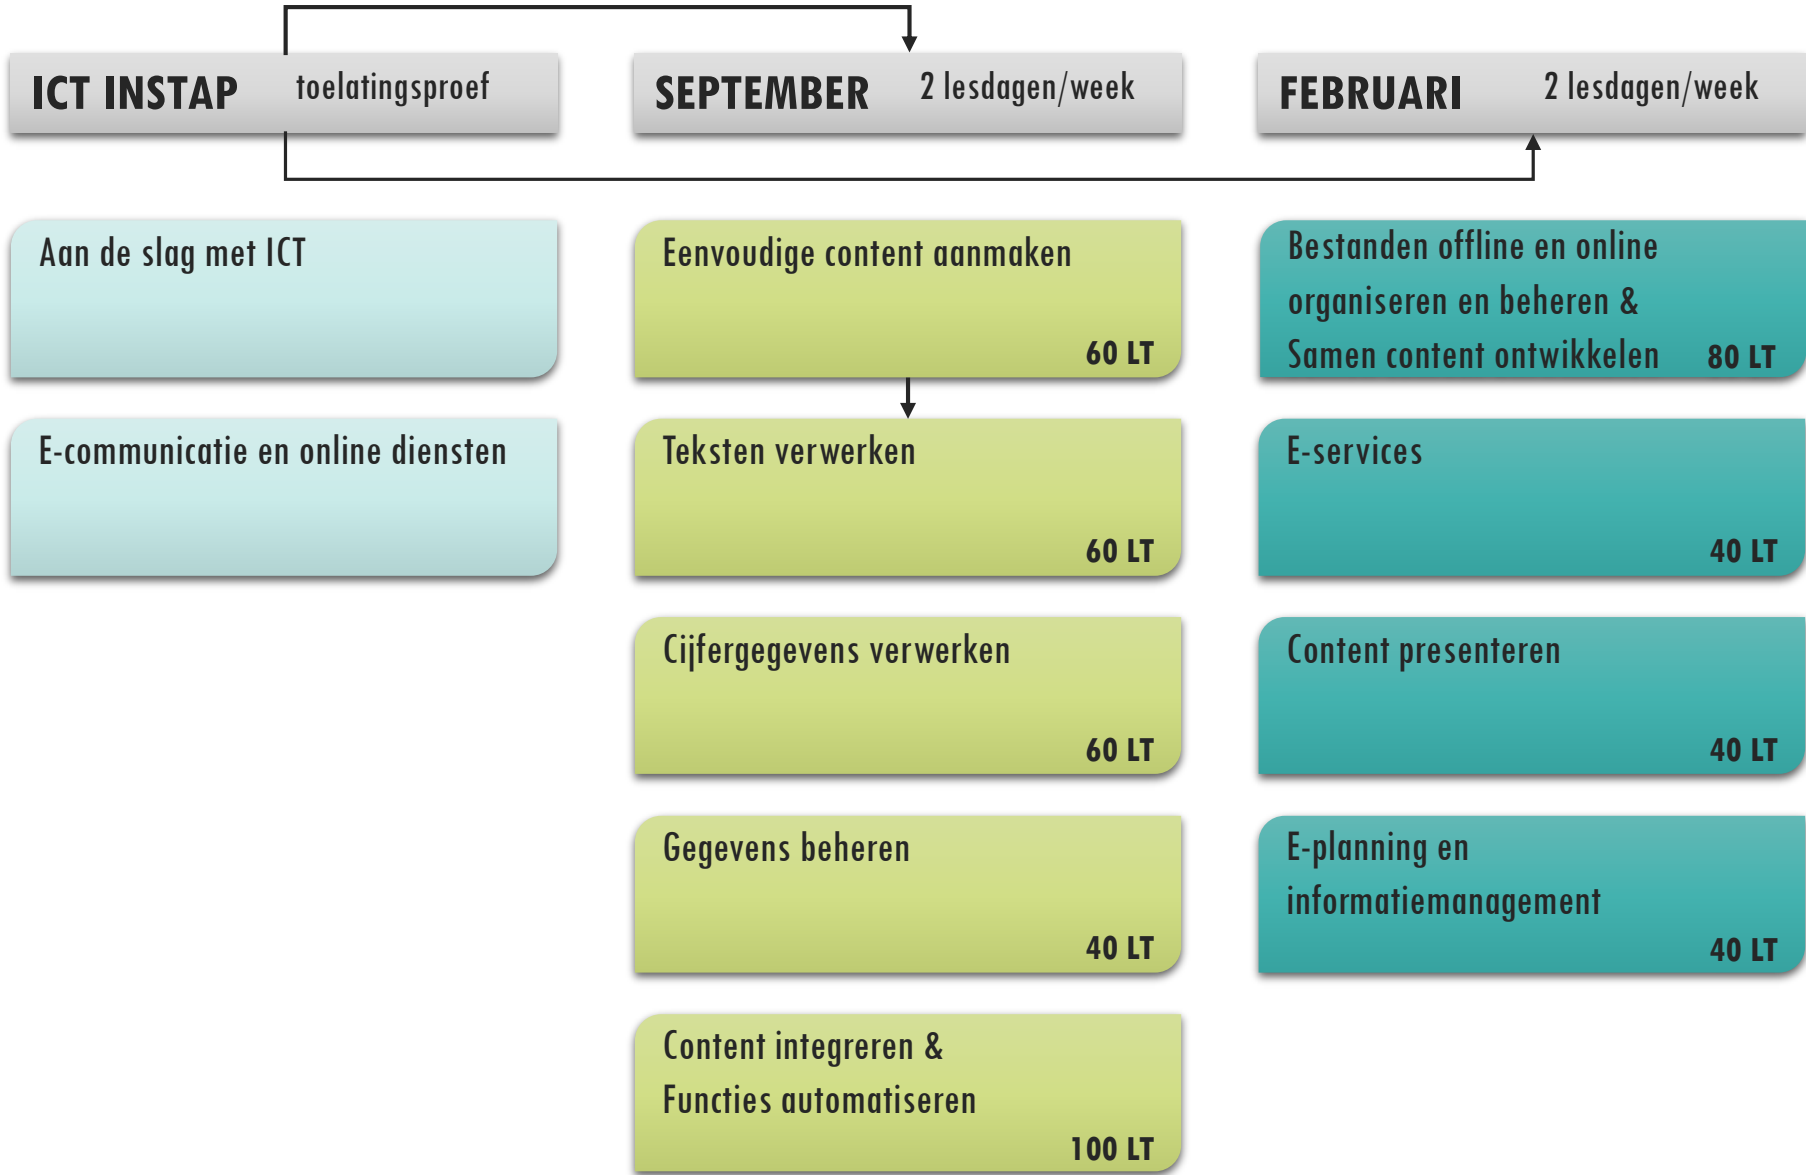 ICT INSTAP toelatingsproef
SEPTEMBER 2 lesdagen/week
FEBRUARI 2 lesdagen/week
Aan de slag met ICT
E-communicatie en online diensten
Eenvoudige content aanmaken
60 LT
Teksten verwerken
60 LT
Cijfergegevens verwerken
60 LT
Gegevens beheren
40 LT
Content integreren &
Functies automatiseren
100 LT
Bestanden offline en online
organiseren en beheren &
Samen content ontwikkelen 80 LT
E-services
40 LT
Content presenteren
40 LT
E-planning en
informatiemanagement
40 LT